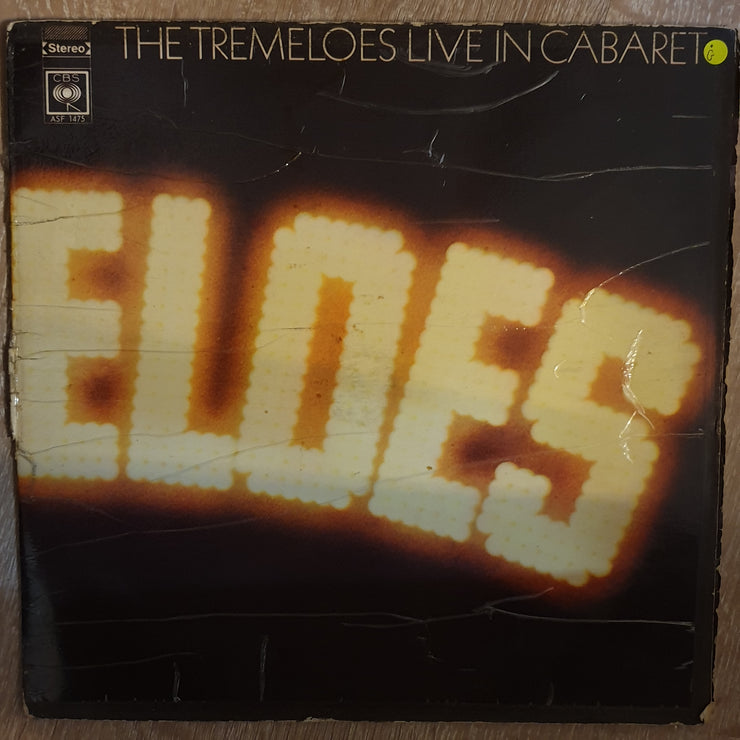 Stereo
THE TREMELOES LIVE IN CABARET
G
CBS
ASF 1475
ELOES